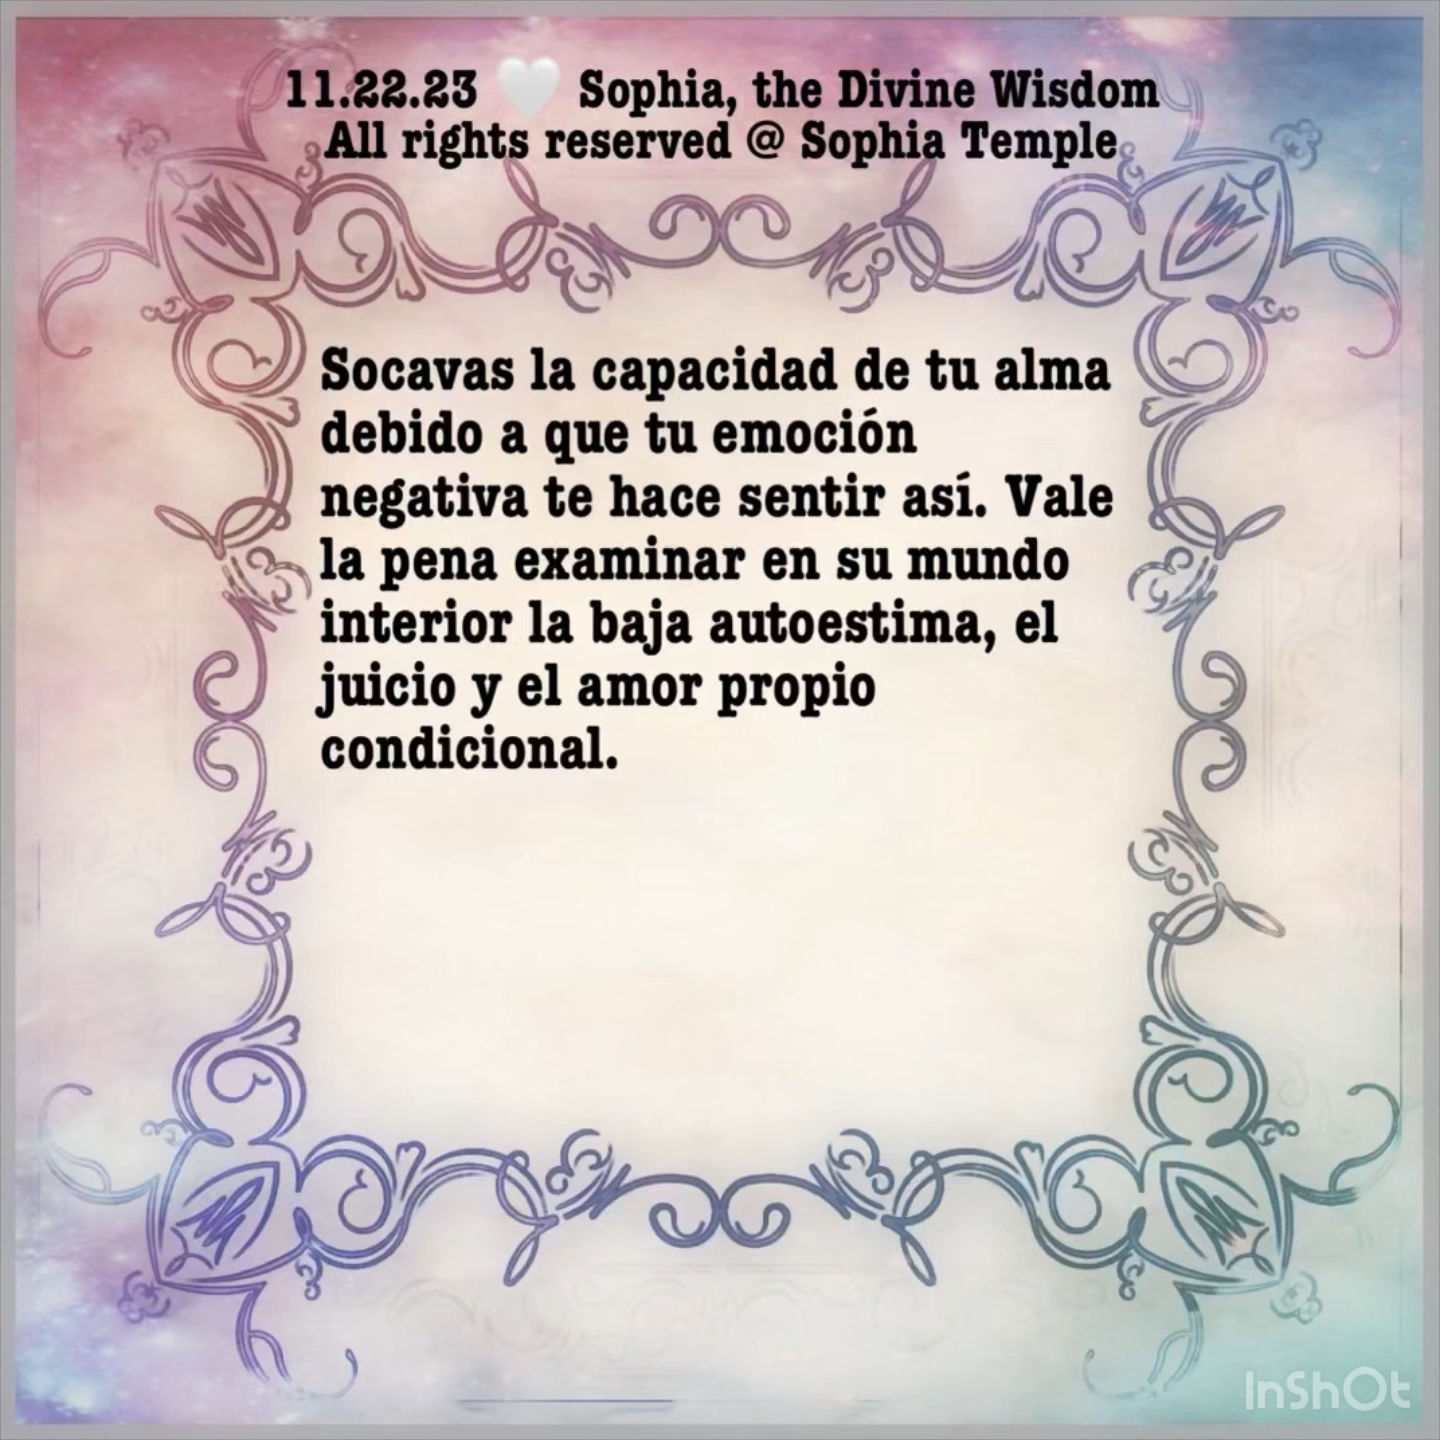 11.22.23 🤍 Sophia, the Divine Wisdom
All rights reserved @ Sophia Temple
Socavas la capacidad de tu alma
debido a que tu emoción
negativa te hace sentir así. Vale
la pena examinar en su mundo
interior la baja autoestima, el
juicio y el amor propio
condicional.
InShOt